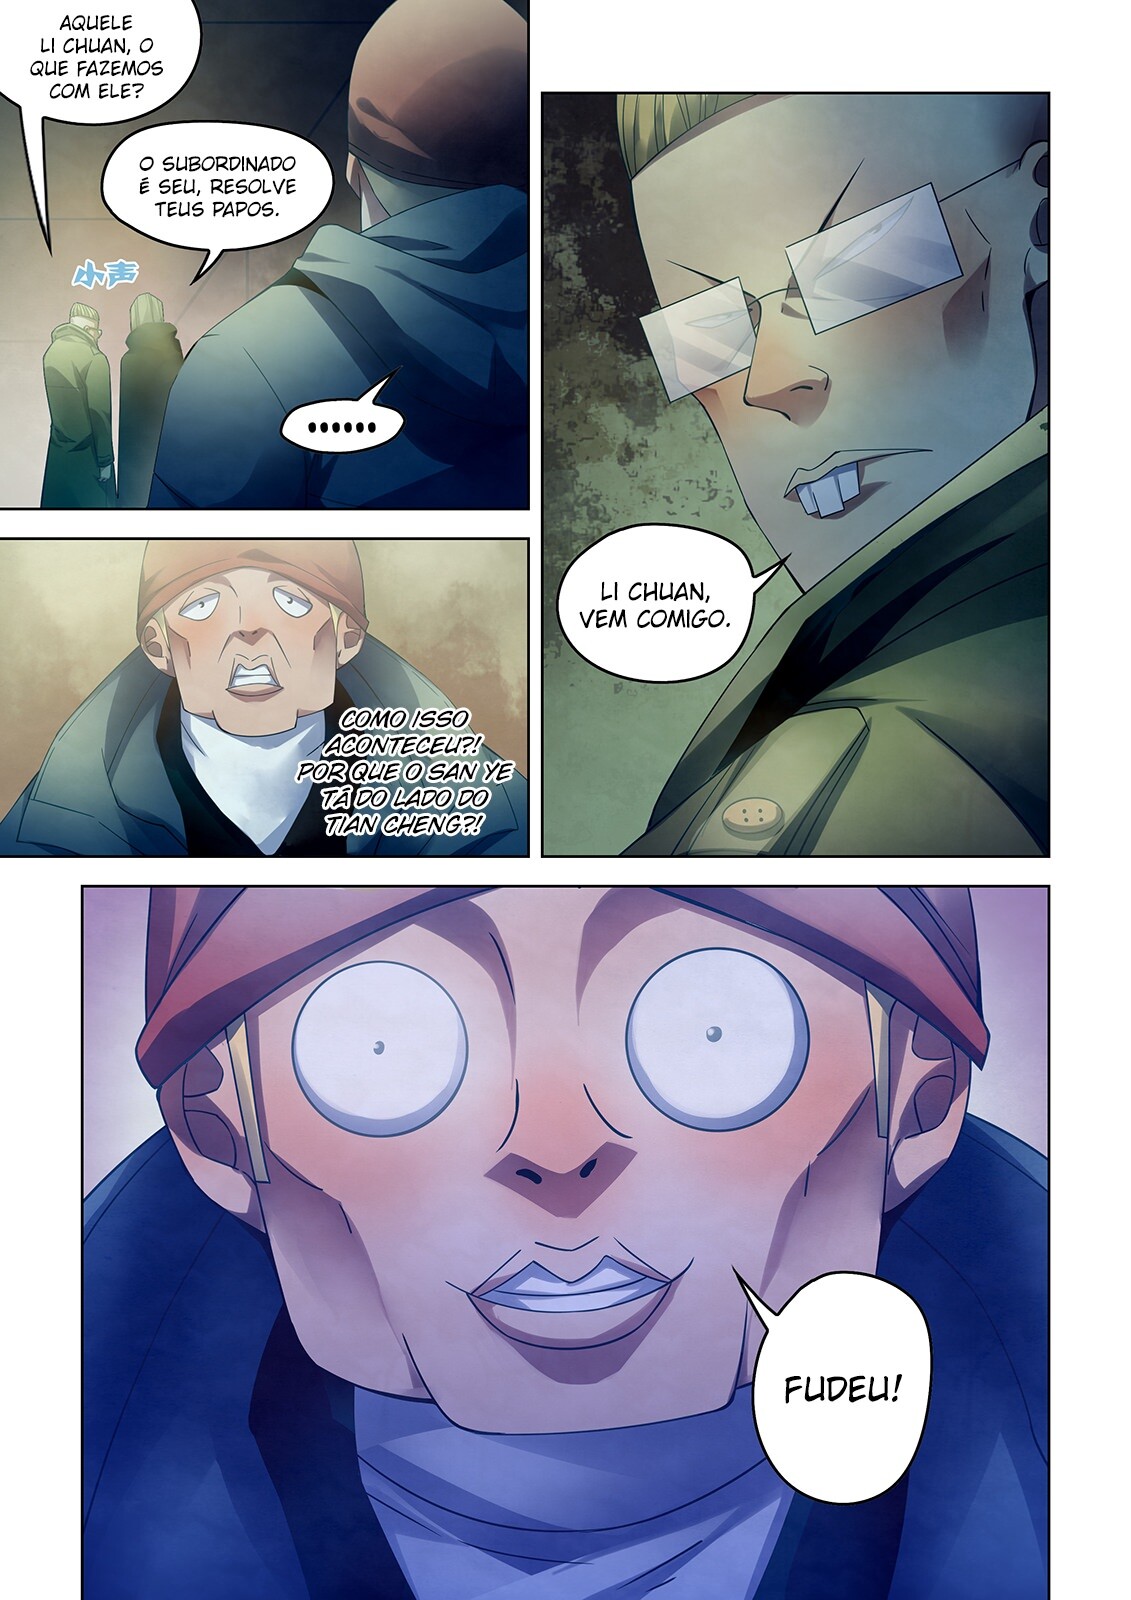 AQUELE
LI CHUAN, O
QUE FAZEMOS
COM ELE?
O SUBORDINADO
É SEU, RESOLVE
TEUS PAPOS.
小声
••••••
LI CHUAN,
VEM COMIGO.
COMO ISSO
ACONTECEU?!
POR QUE O SAN YE
TÁ DO LADO DO
TIAN CHENG?!
FUDEU!